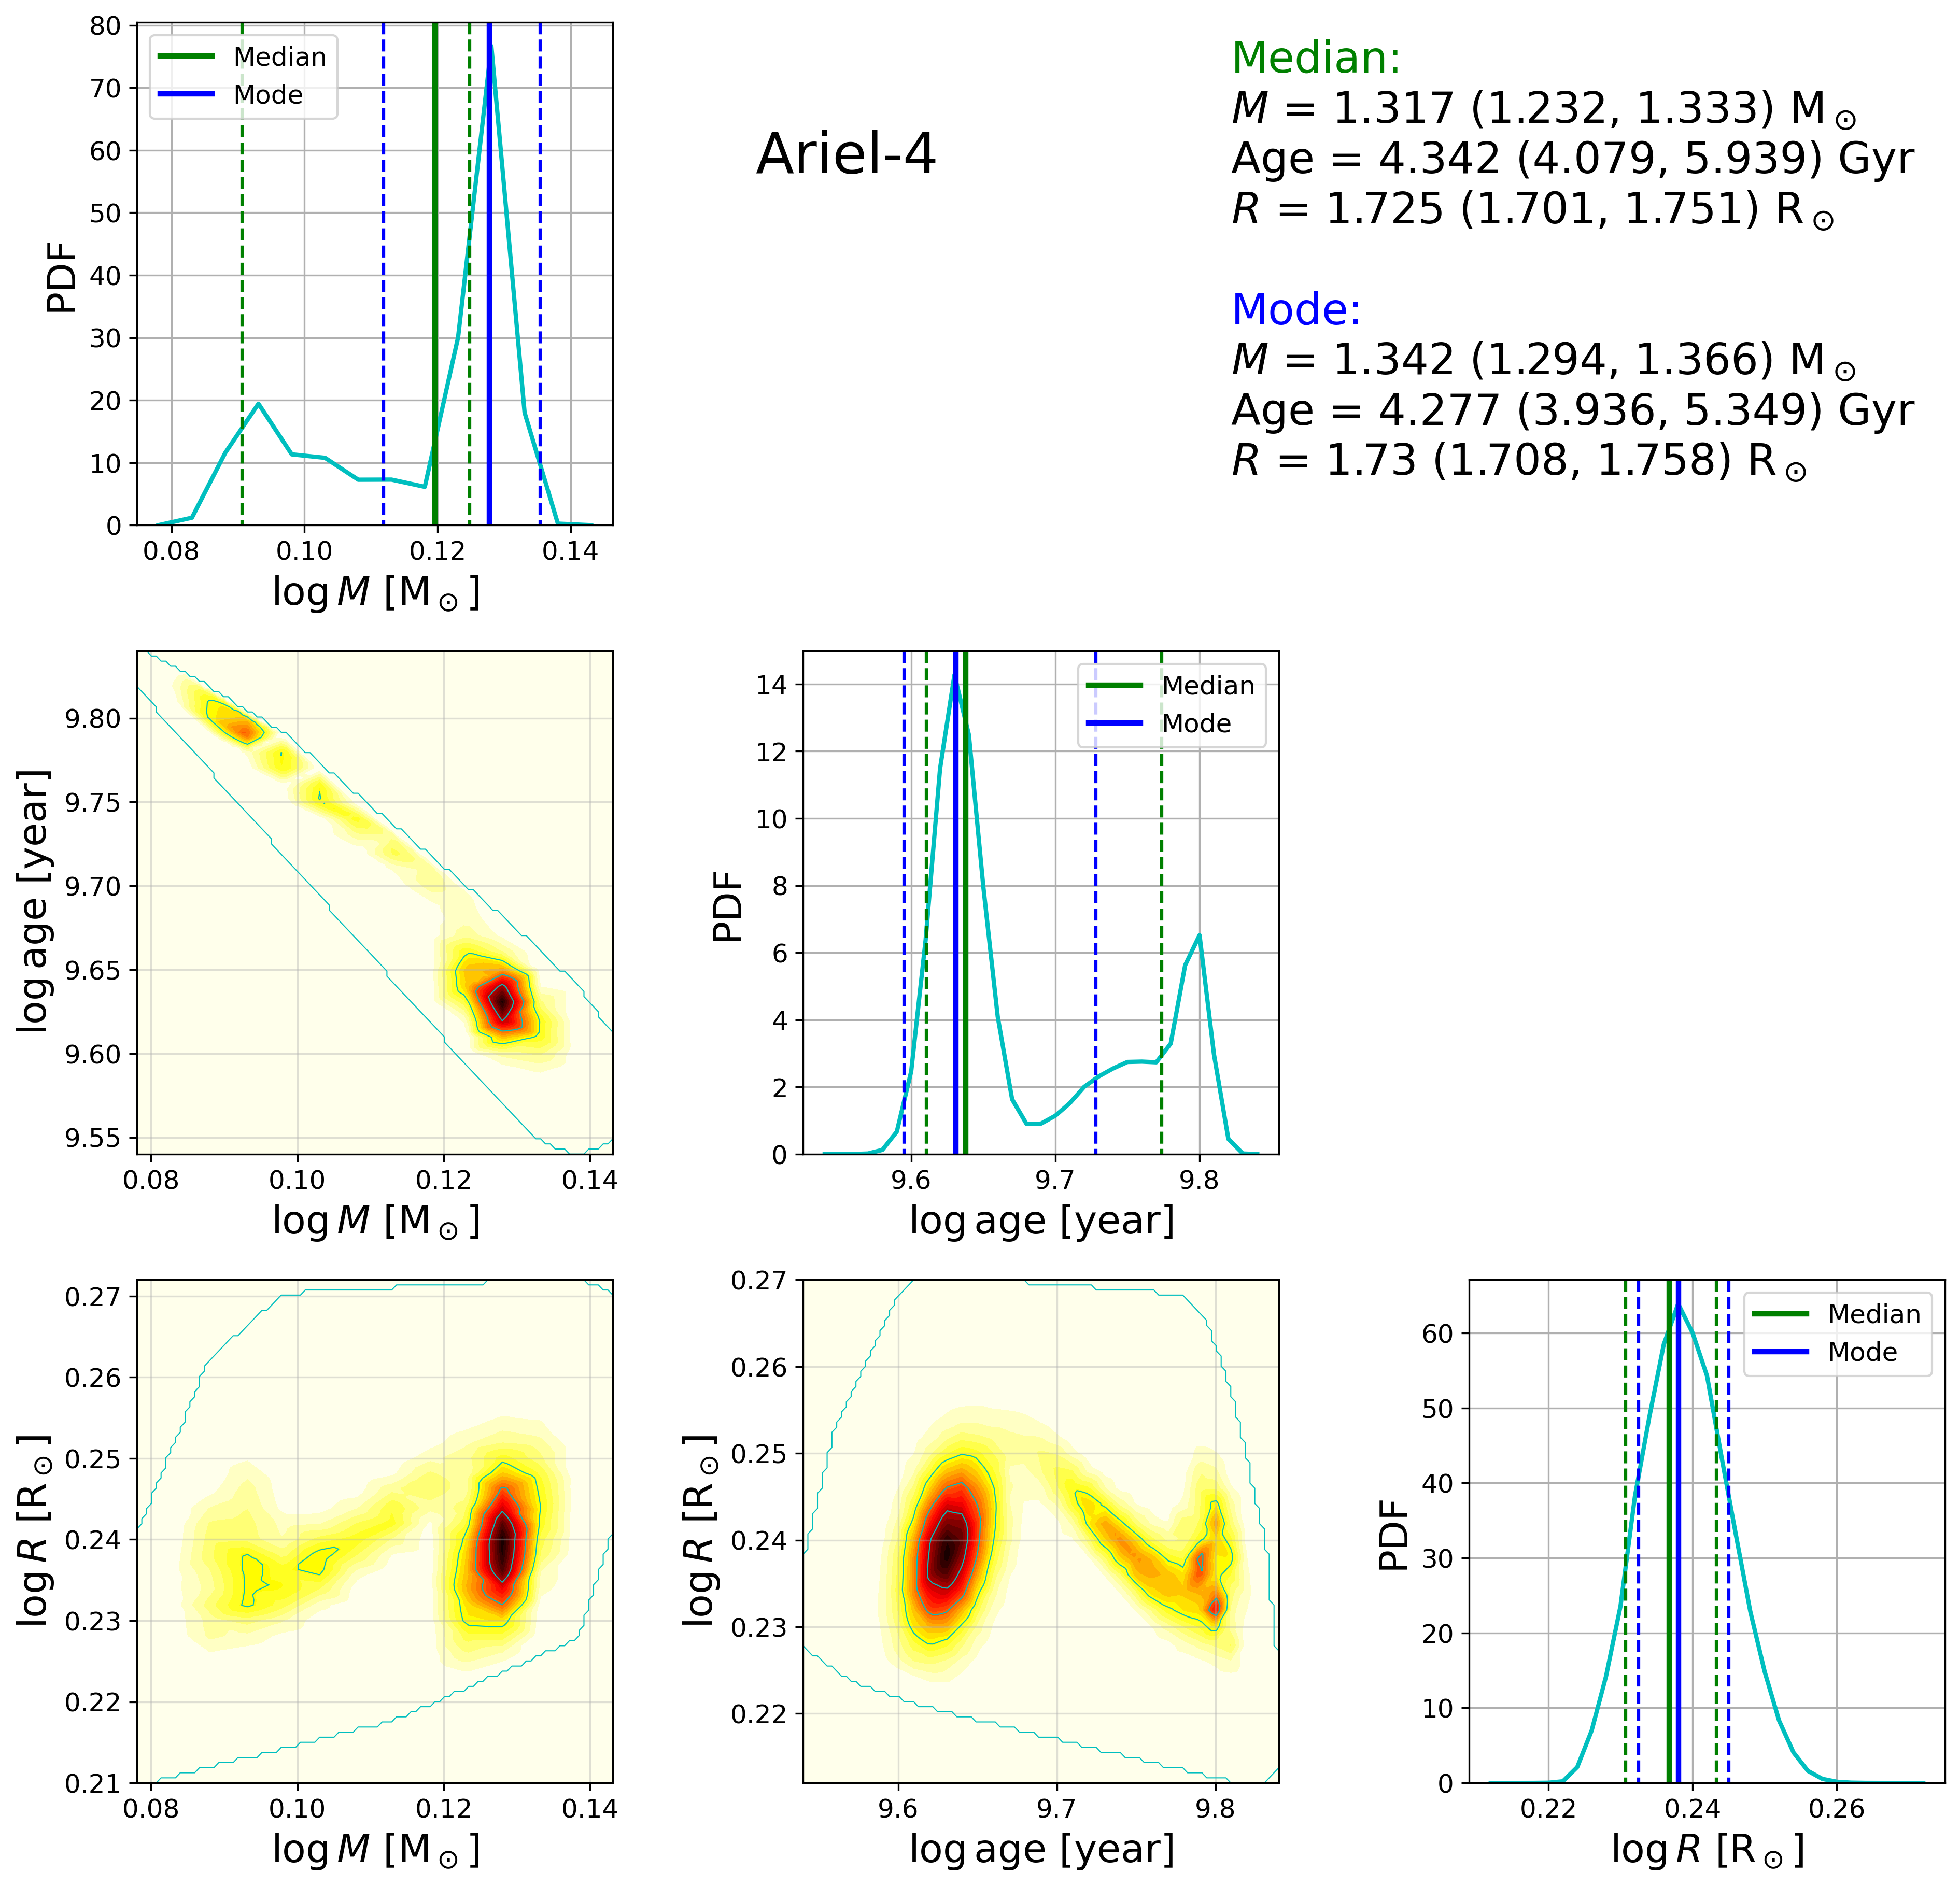 80
70
60
50
40
30
20
10
0
PDF
Median
Mode
0.08 0.10 0.12 0.14
log M [M⊙]
Ariel-4
Median:
M = 1.317 (1.232, 1.333) M⊙
Age = 4.342 (4.079, 5.939) Gyr
R = 1.725 (1.701, 1.751) R⊙
Mode:
M = 1.342 (1.294, 1.366) M⊙
Age = 4.277 (3.936, 5.349) Gyr
R = 1.73 (1.708, 1.758) R⊙
9.80
9.75
9.70
9.65
9.60
9.55
log age [year]
0.08 0.10 0.12 0.14
log M [M⊙]
14
12
10
8
6
4
2
0
PDF
Median
Mode
9.6 9.7 9.8
log age [year]
0.27
0.26
0.25
0.24
0.23
0.22
0.21
log R [R⊙]
0.08 0.10 0.12 0.14
log M [M⊙]
0.27
0.26
0.25
0.24
0.23
0.22
log R [R⊙]
9.6 9.7 9.8
log age [year]
60
50
40
30
20
10
0
PDF
Median
Mode
0.22 0.24 0.26
log R [R⊙]